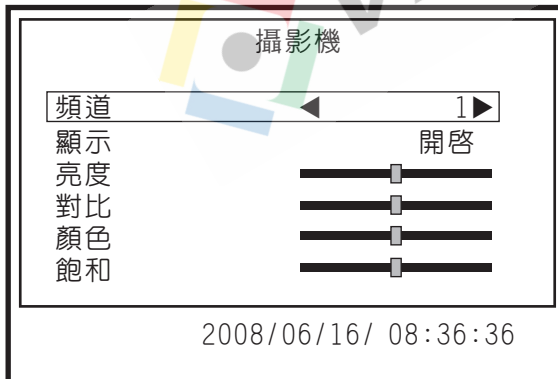 攝影機
頻道 ◀ 1▶
顯示 開啓
亮度
對比
顏色
飽和
2008/06/16/ 08:36:36